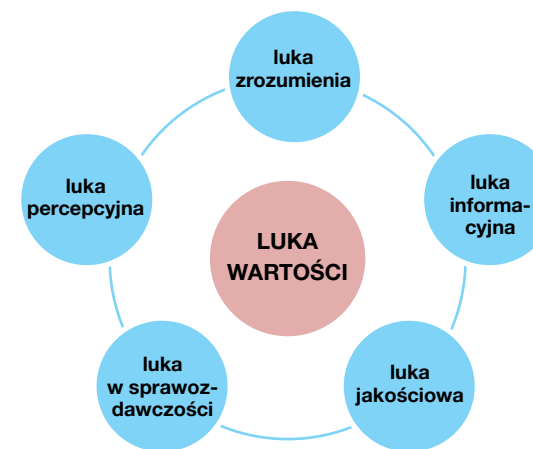 luka
zrozumienia
luka
percepcyjna
luka
informa-
cyjna
LUKA
WARTOŚCI
luka
w sprawoz-
dawczości
luka
jakościowa